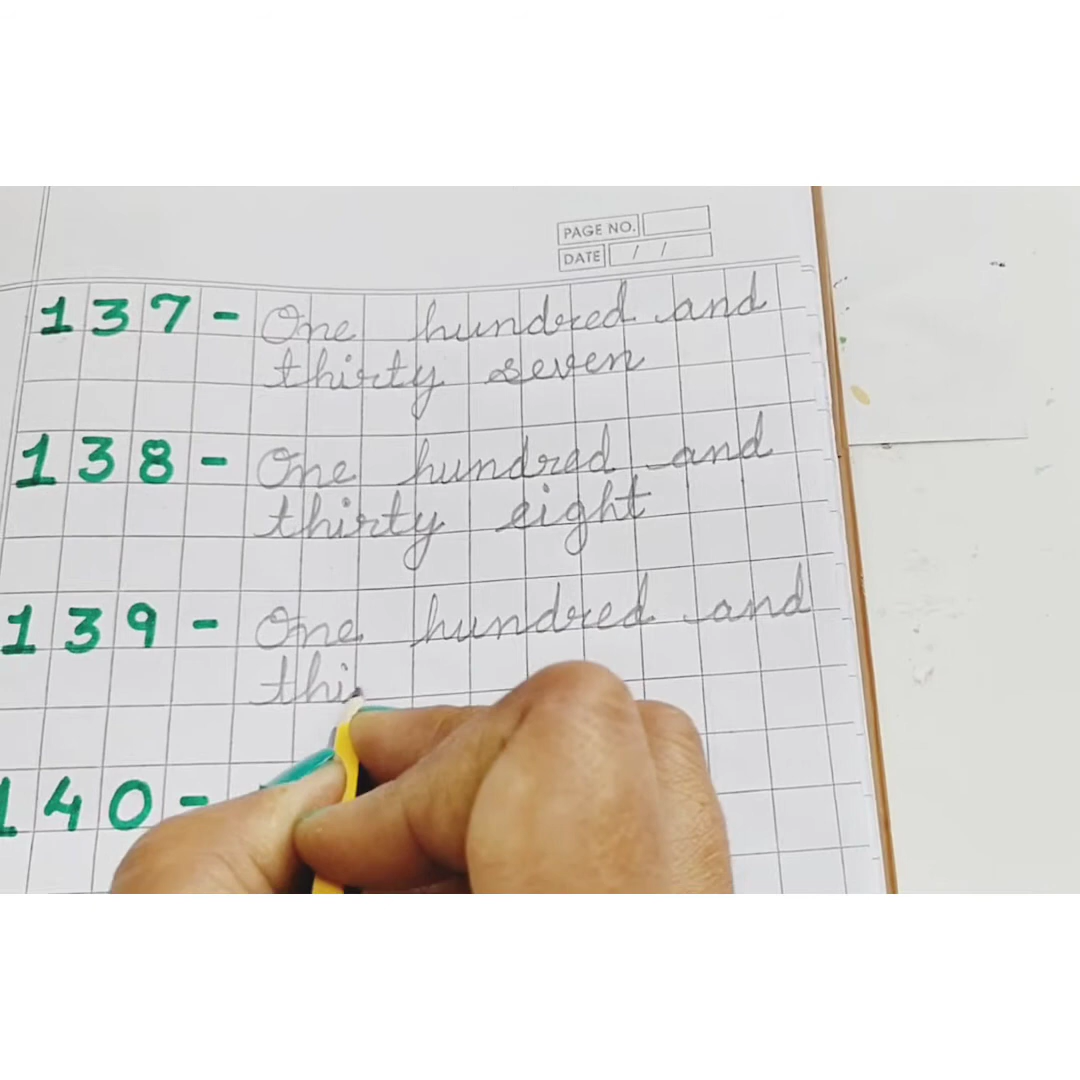 PAGE NO.
DATE / /
137 - One hundred and
thirty seven
138 - One hundred and
thirty eight
139 - One hundred and
thi
140 -